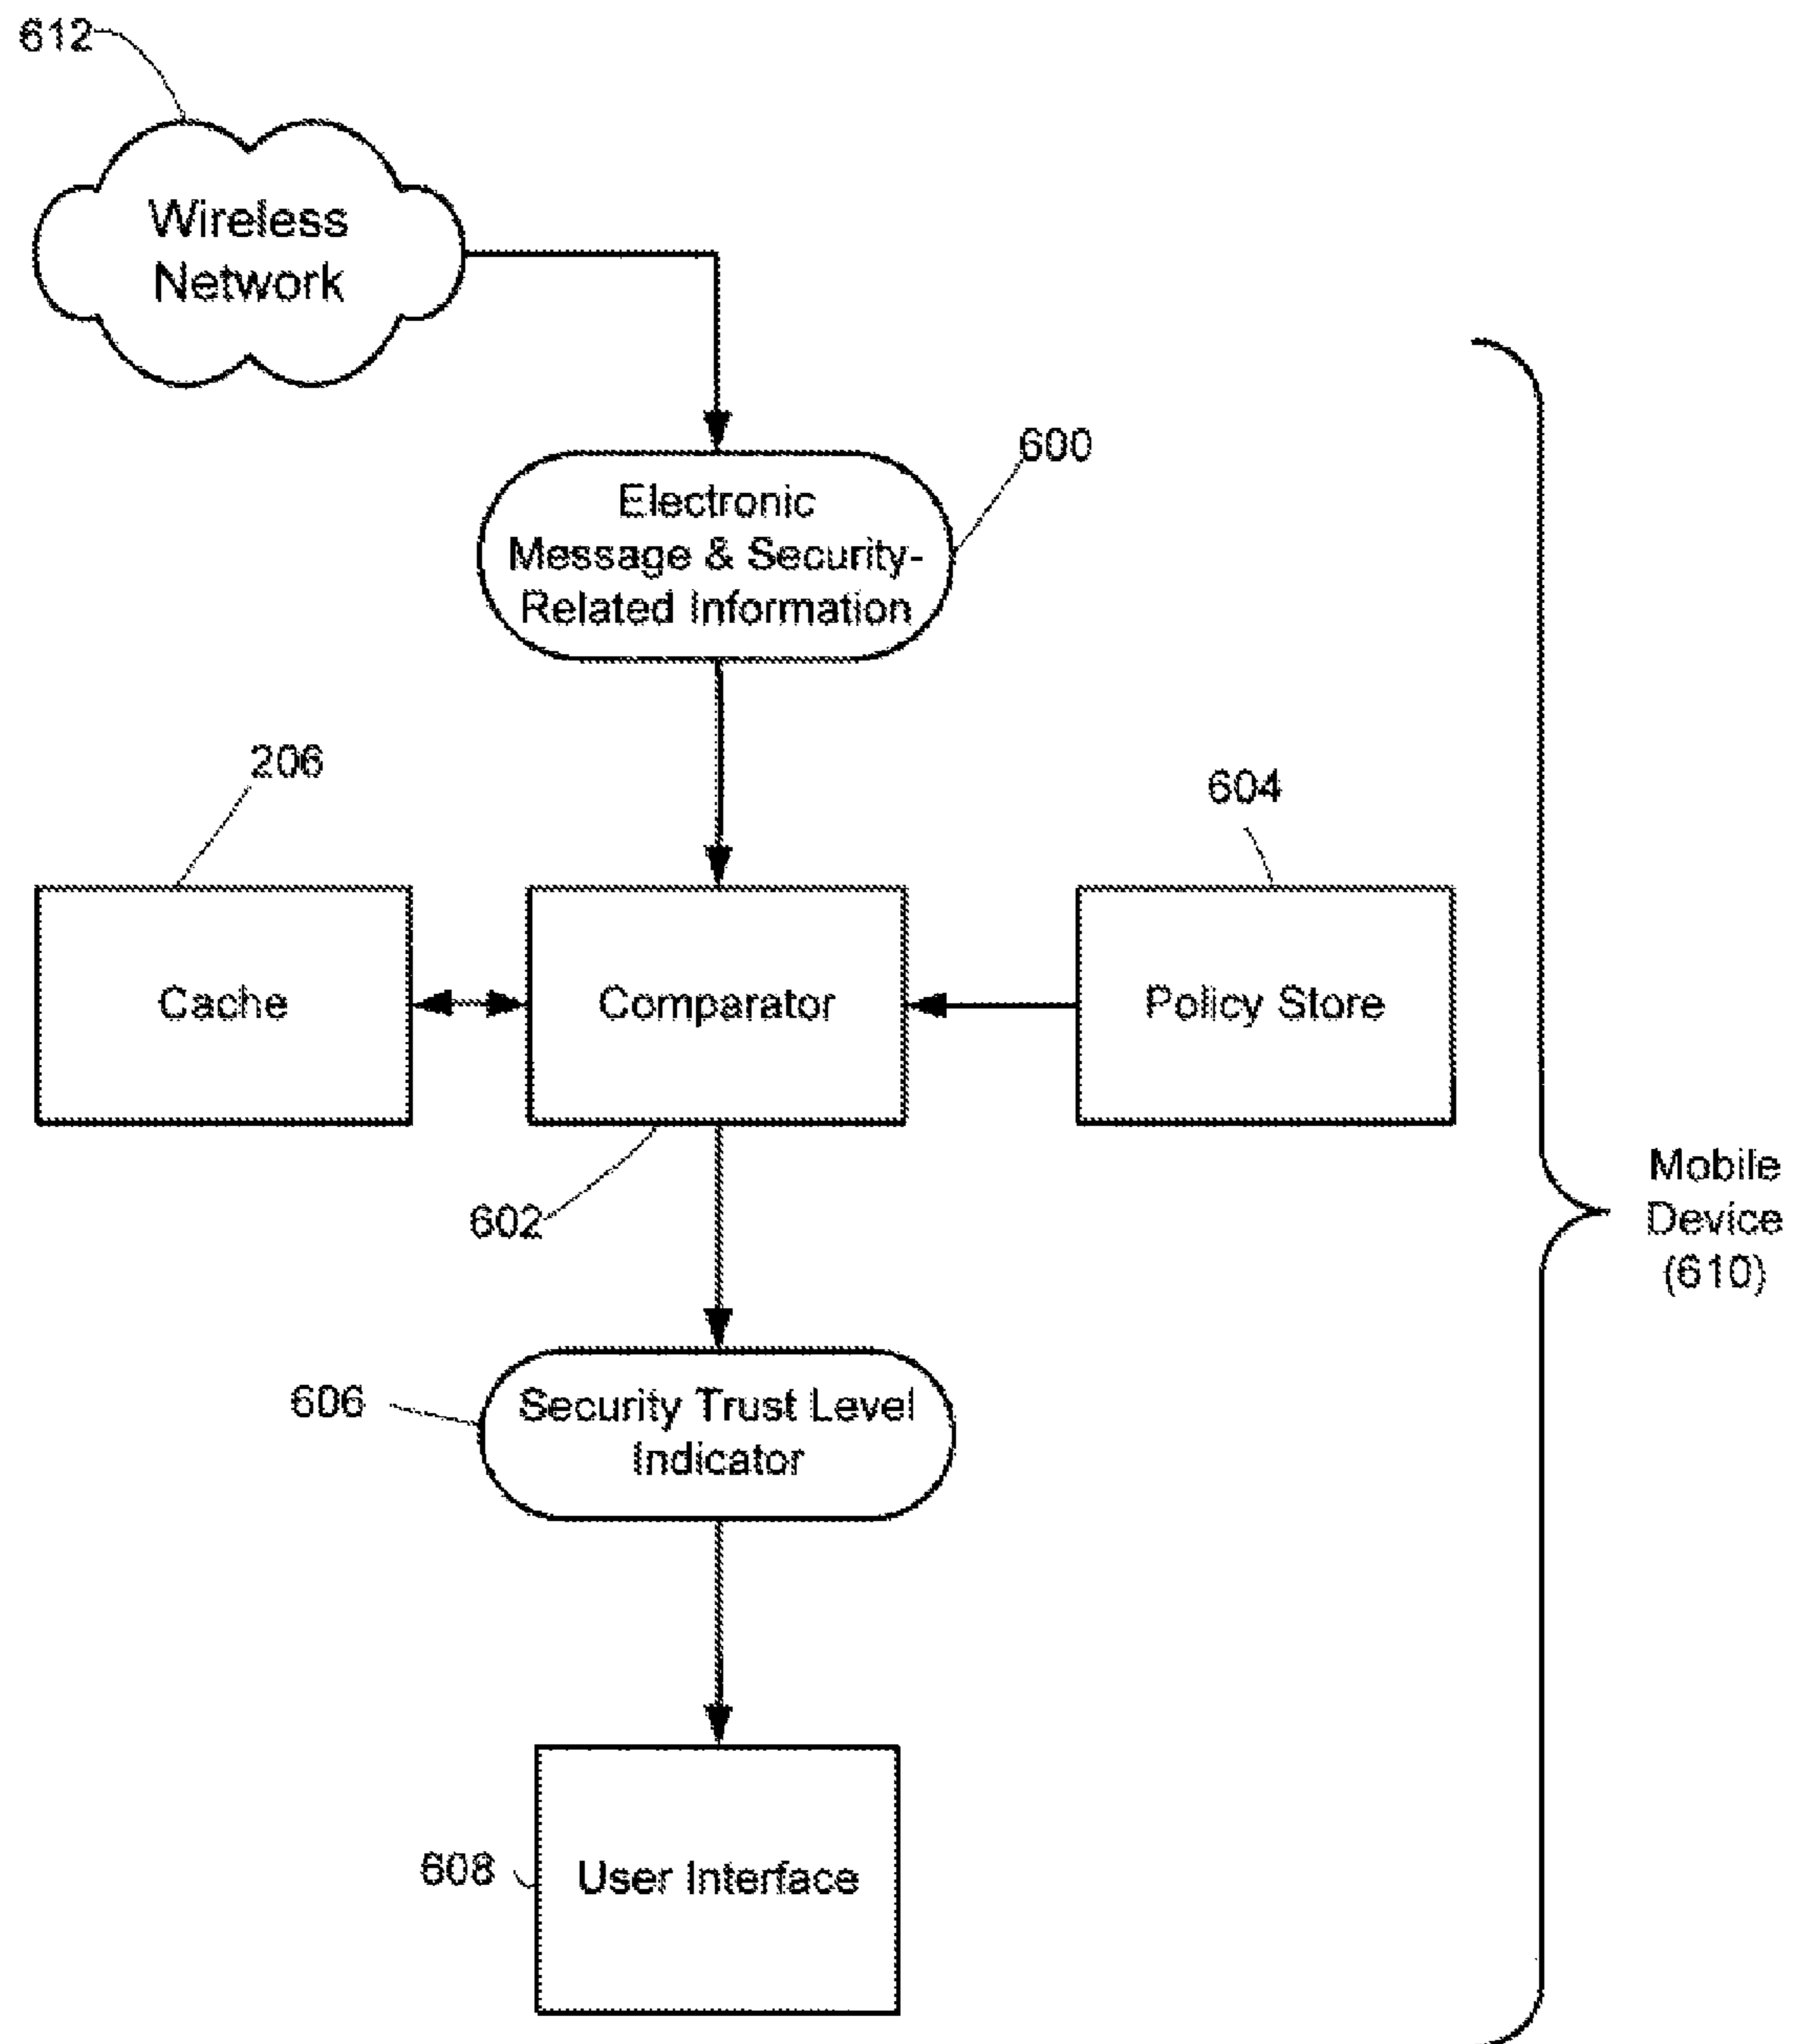 612
Wireless
Network
600
Electronic
Message & Security-
Related Information
206
604
Cache
Comparator
Policy Store
602
Mobile
Device
(610)
606
Security Trust Level
Indicator
608
User Interface